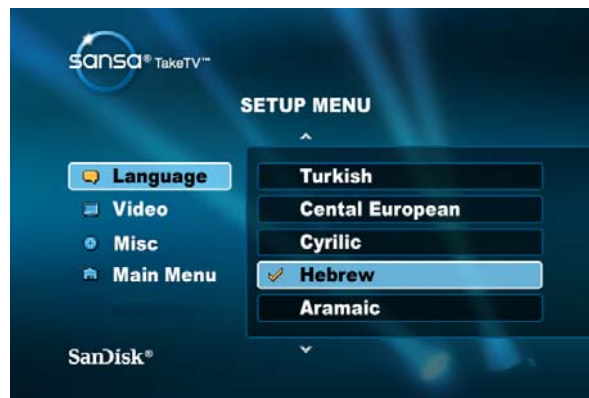 sansa® TakeTV™
SETUP MENU
Language
Video
Misc
Main Menu
Turkish
Cental European
Cyrilic
Hebrew
Aramaic
SanDisk®